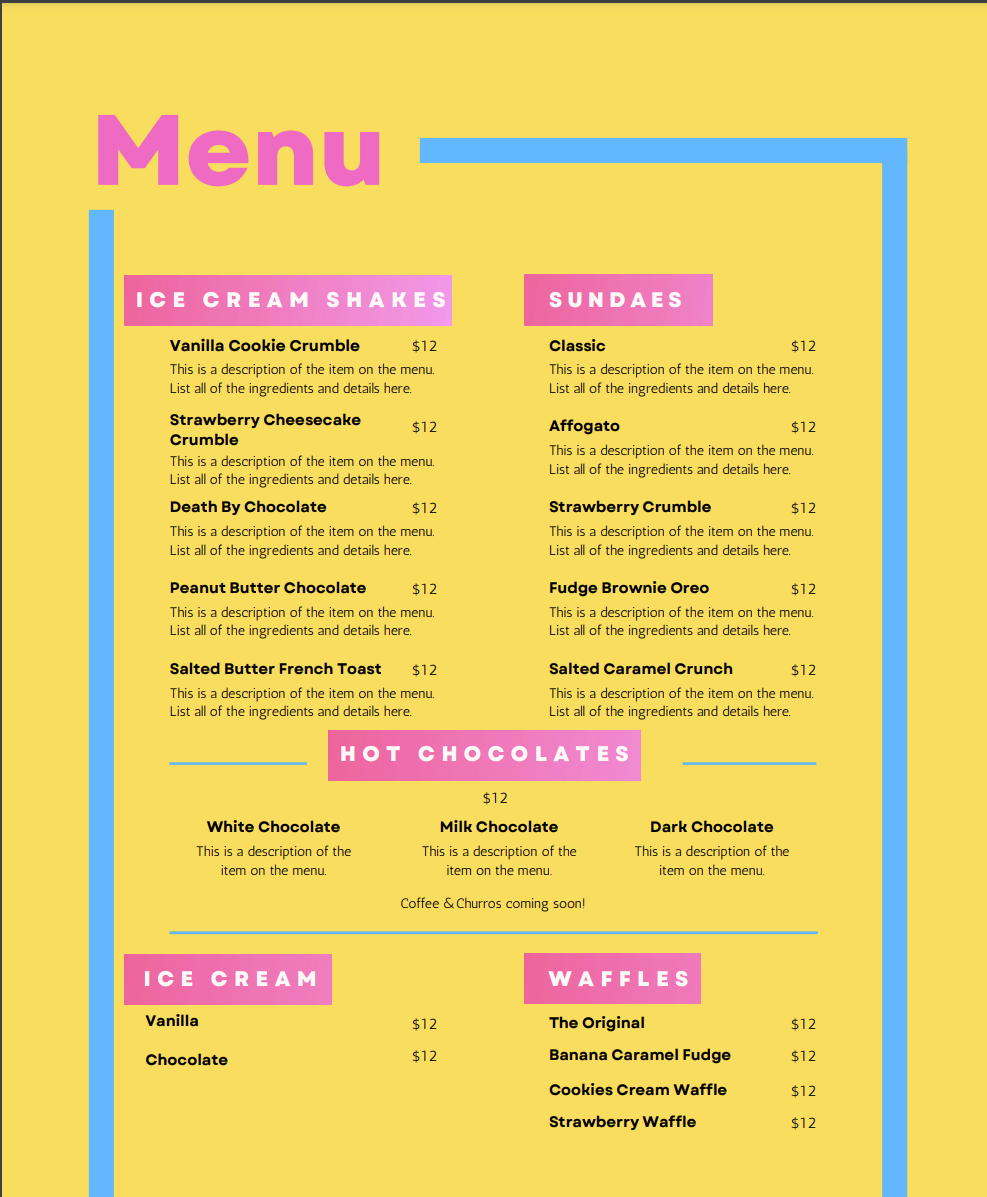 Menu
ICE CREAM SHAKES
Vanilla Cookie Crumble $12
This is a description of the item on the menu.
List all of the ingredients and details here.
Strawberry Cheesecake
Crumble $12
This is a description of the item on the menu.
List all of the ingredients and details here.
Death By Chocolate $12
This is a description of the item on the menu.
List all of the ingredients and details here.
Peanut Butter Chocolate $12
This is a description of the item on the menu.
List all of the ingredients and details here.
Salted Butter French Toast $12
This is a description of the item on the menu.
List all of the ingredients and details here.
SUNDAES
Classic $12
This is a description of the item on the menu.
List all of the ingredients and details here.
Affogato $12
This is a description of the item on the menu.
List all of the ingredients and details here.
Strawberry Crumble $12
This is a description of the item on the menu.
List all of the ingredients and details here.
Fudge Brownie Oreo $12
This is a description of the item on the menu.
List all of the ingredients and details here.
Salted Caramel Crunch $12
This is a description of the item on the menu.
List all of the ingredients and details here.
HOT CHOCOLATES
$12
White Chocolate
This is a description of the
item on the menu.
Milk Chocolate
This is a description of the
item on the menu.
Dark Chocolate
This is a description of the
item on the menu.
Coffee & Churros coming soon!
ICE CREAM
Vanilla $12
Chocolate $12
WAFFLES
The Original $12
Banana Caramel Fudge $12
Cookies Cream Waffle $12
Strawberry Waffle $12